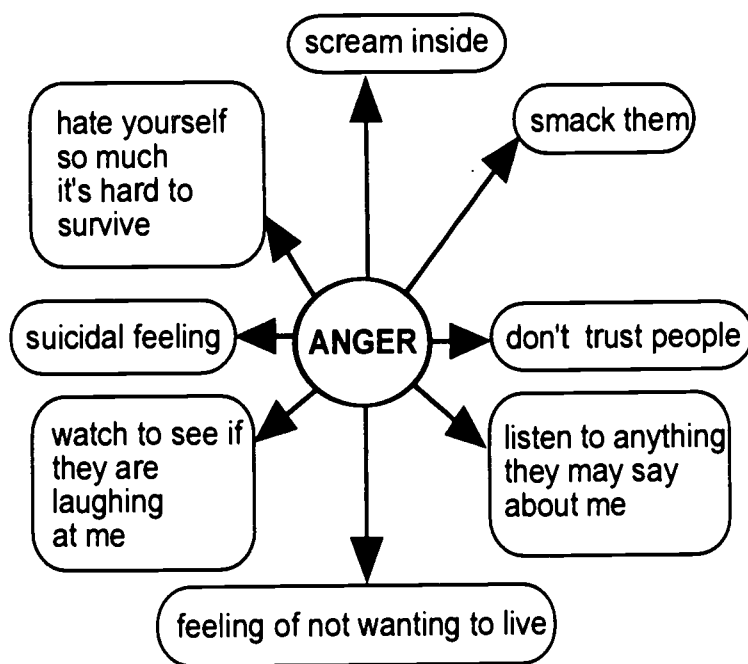 scream inside
hate yourself
so much
it's hard to
survive
smack them
suicidal feeling
ANGER
don't trust people
watch to see if
they are
laughing
at me
listen to anything
they may say
about me
feeling of not wanting to live